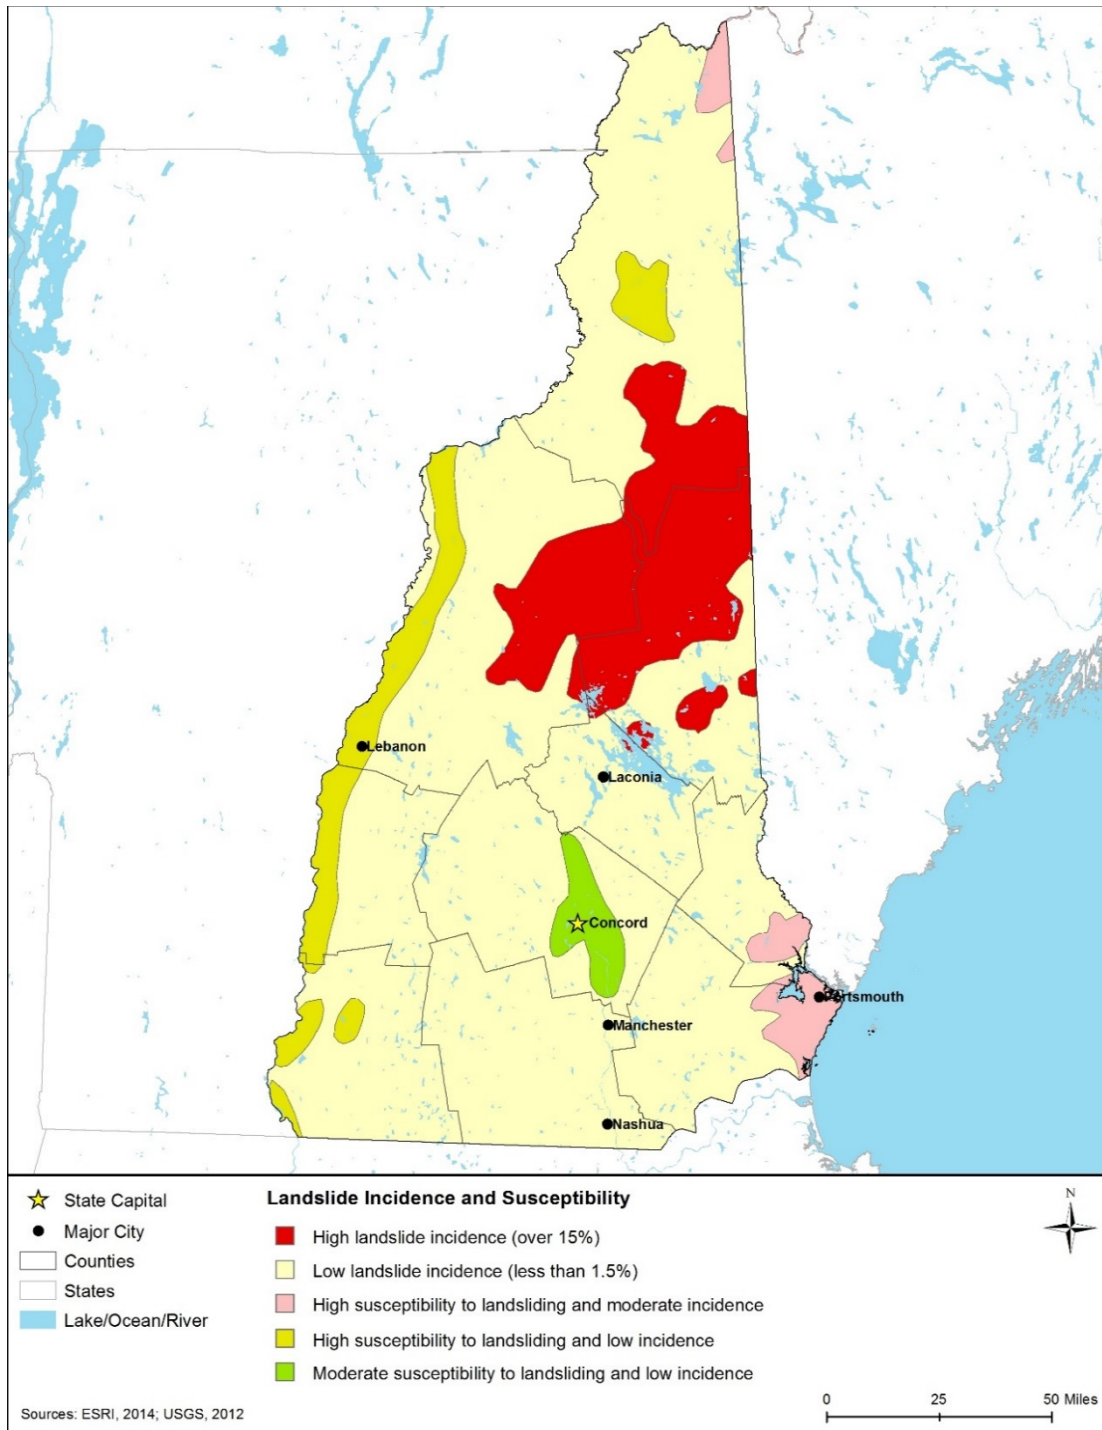 Lebanon
Laconia
Concord
Portsmouth
Manchester
Nashua
State Capital
Major City
Counties
States
Lake/Ocean/River
Landslide Incidence and Susceptibility
High landslide incidence (over 15%)
Low landslide incidence (less than 1.5%)
High susceptibility to landsliding and moderate incidence
High susceptibility to landsliding and low incidence
Moderate susceptibility to landsliding and low incidence
N
0 25 50 Miles
Sources: ESRI, 2014; USGS, 2012